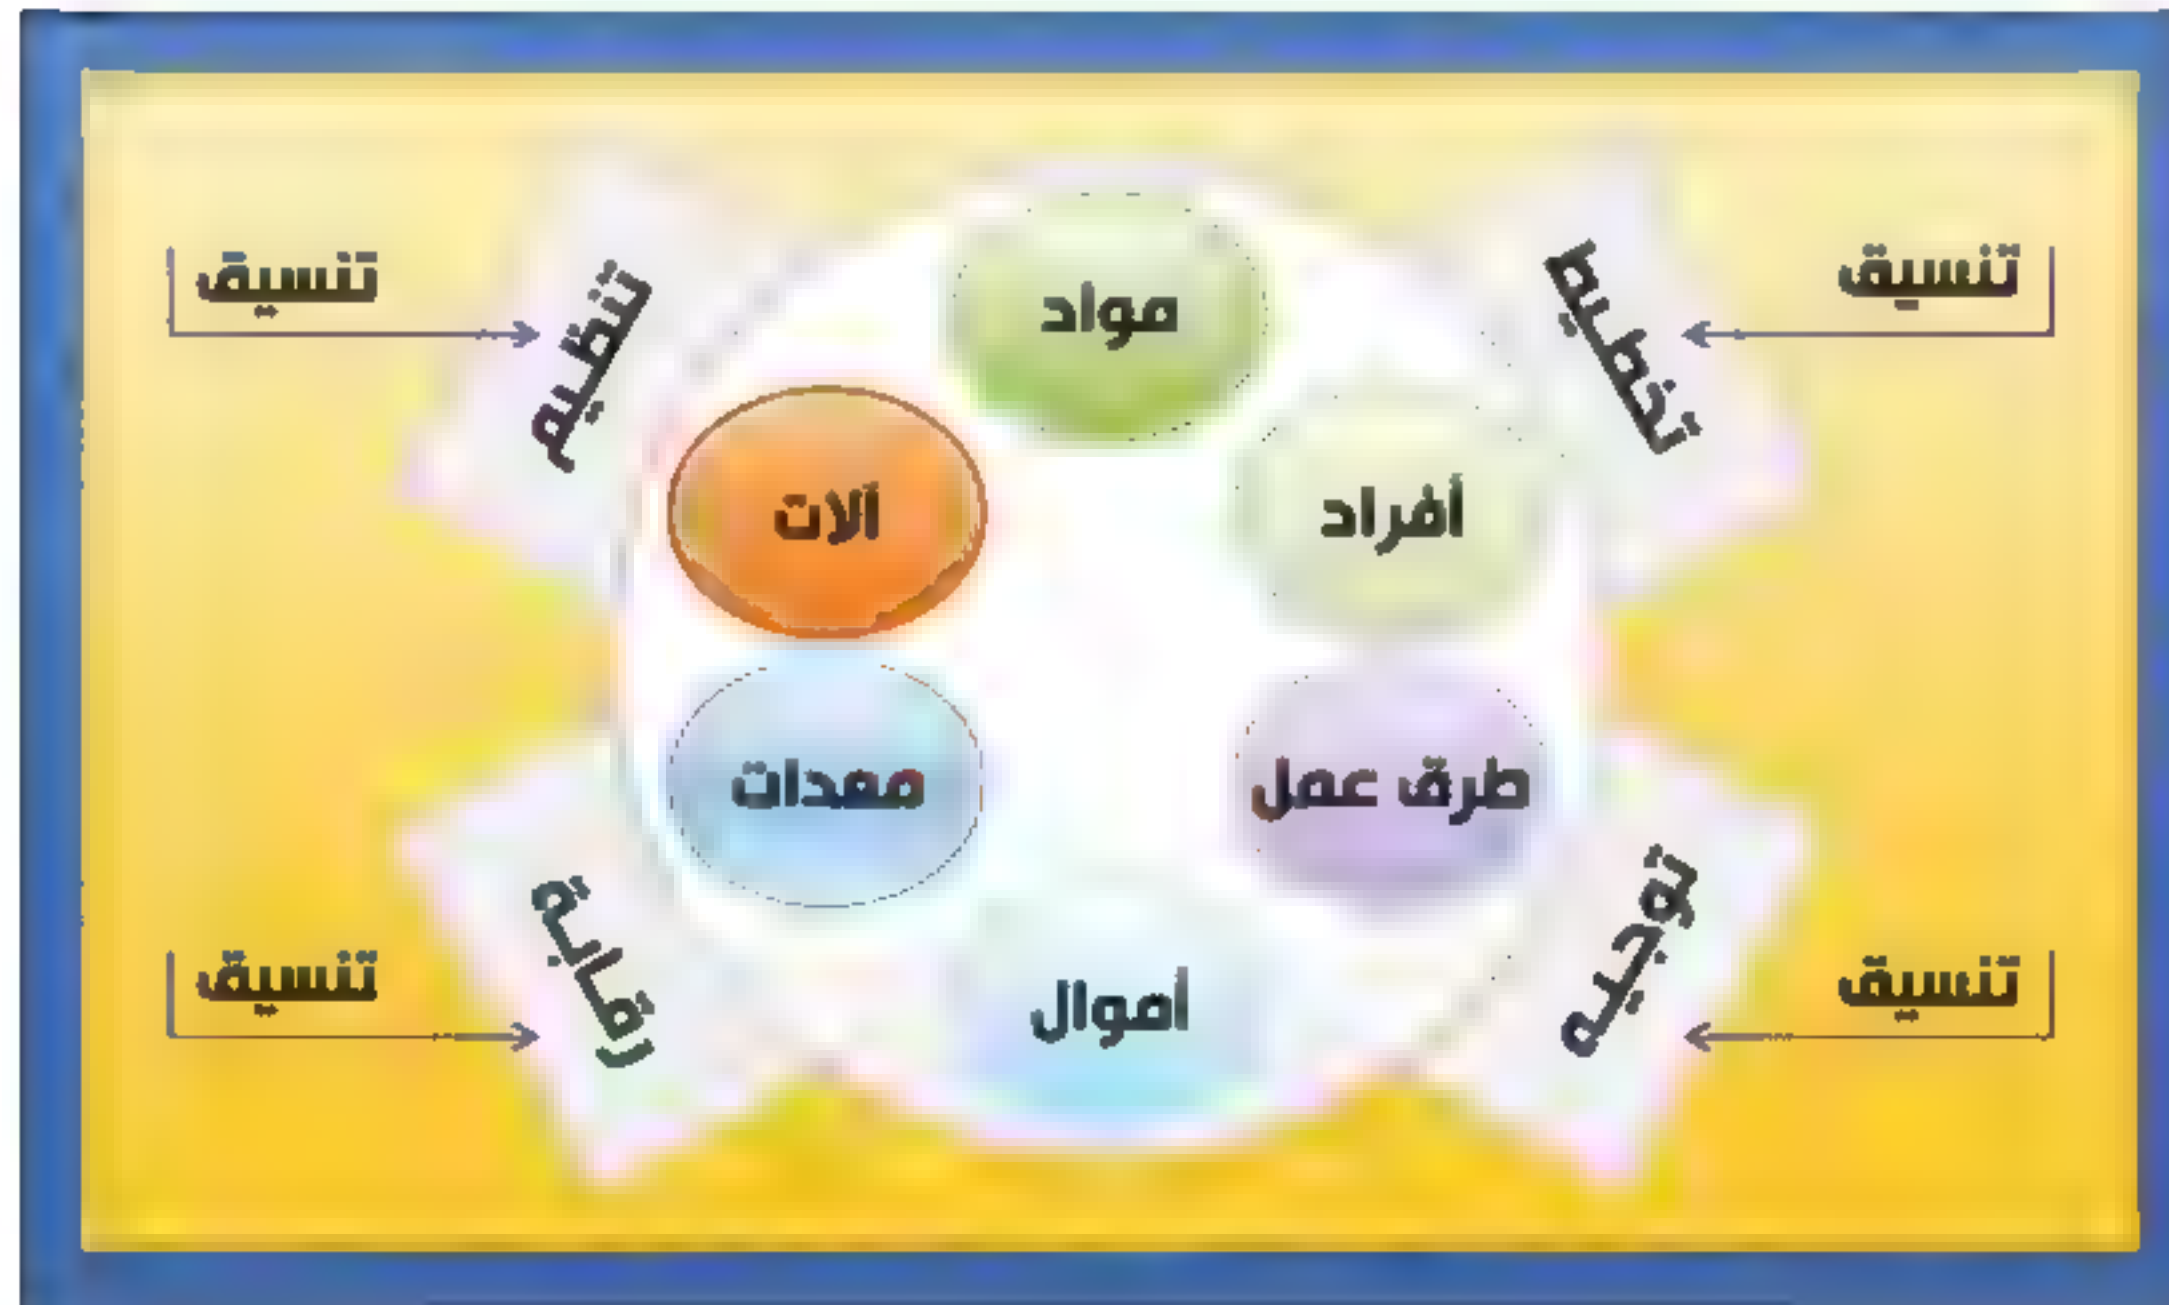 تنسيق
تخطيط
تنظيم
تنسيق
مواد
أفراد
آلات
طرق عمل
معدات
أموال
تنسيق
توجيه
رقابة
تنسيق